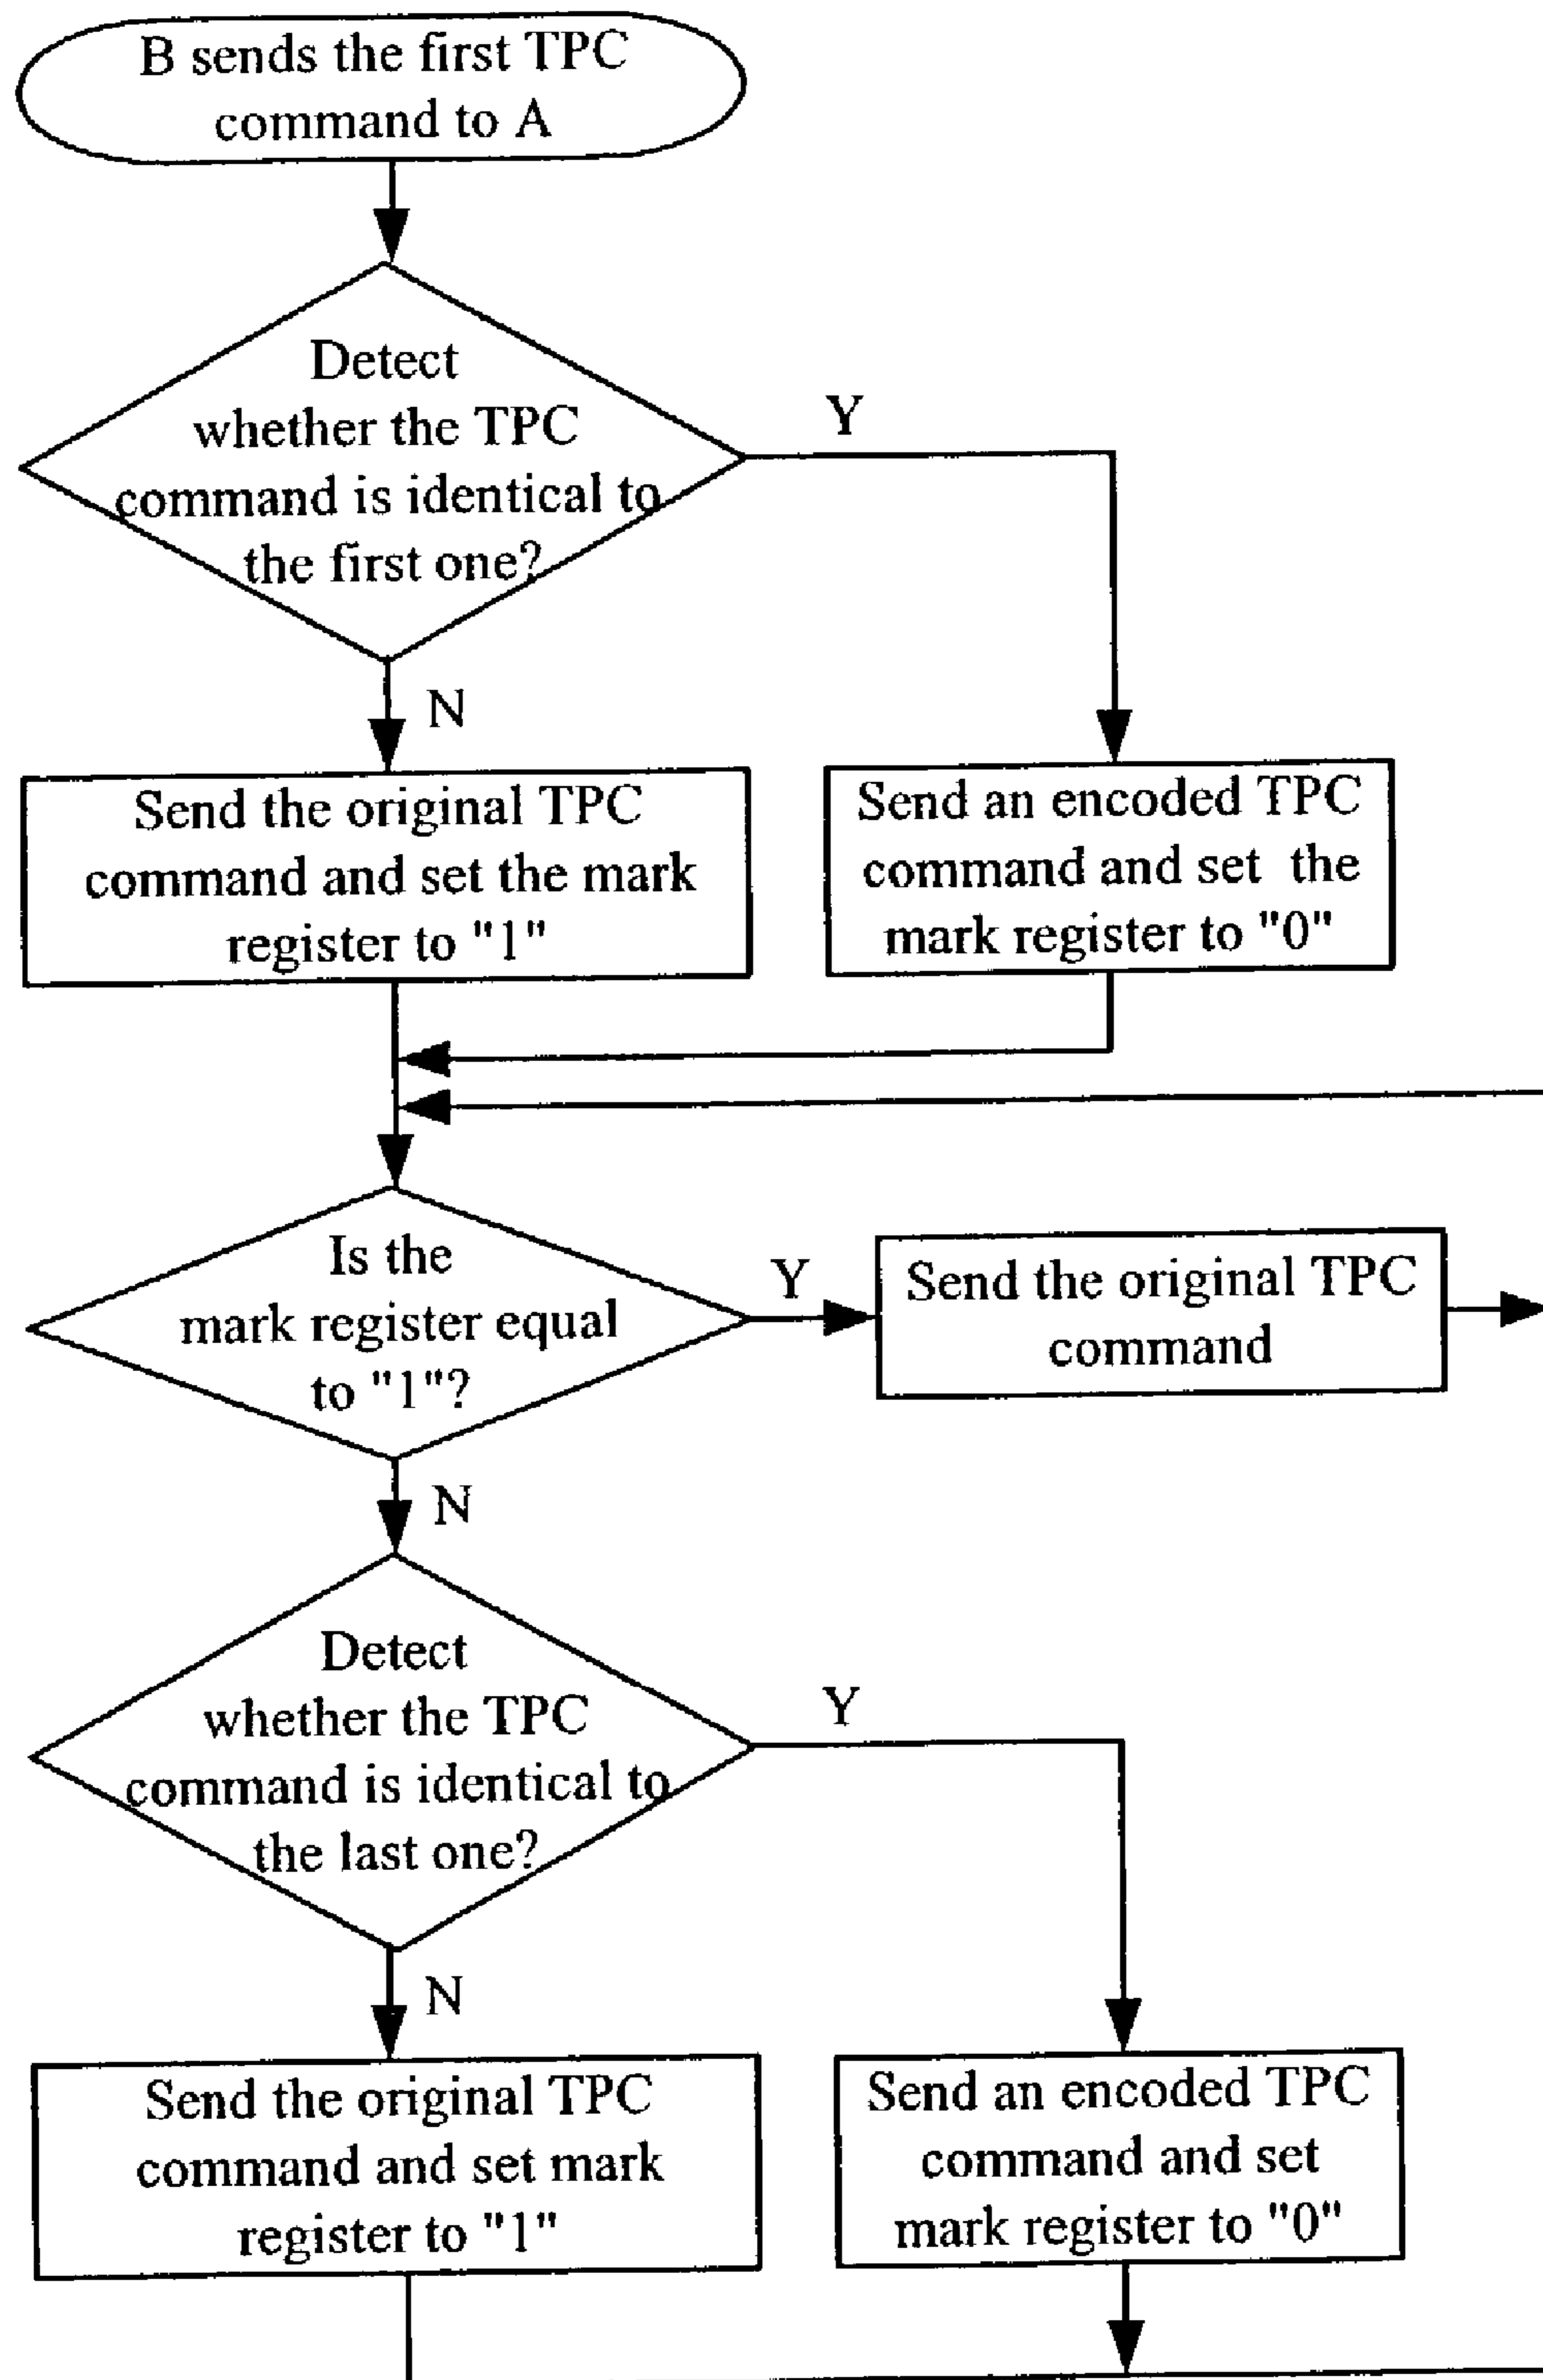 B sends the first TPC
command to A
Detect
whether the TPC
command is identical to
the first one?
Y
N
Send the original TPC
command and set the mark
register to "1"
Send an encoded TPC
command and set the
mark register to "0"
Is the
mark register equal
to "1"?
Y
Send the original TPC
command
N
Detect
whether the TPC
command is identical to
the last one?
Y
N
Send the original TPC
command and set mark
register to "1"
Send an encoded TPC
command and set
mark register to "0"